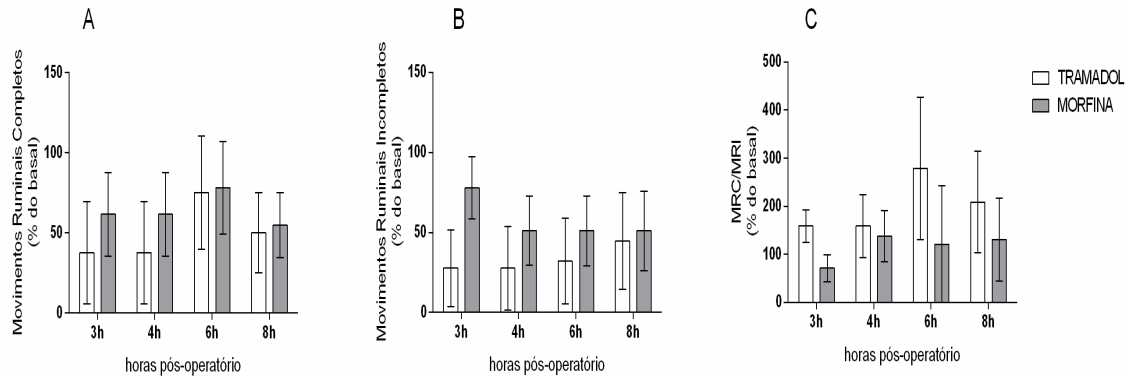 A
Movimentos Ruminais Completos
(% do basal)
150
100
50
0
3h 4h 6h 8h
horas pós-operatório
B
Movimentos Ruminais Incompletos
(% do basal)
150
100
50
0
3h 4h 6h 8h
horas pós-operatório
C
MRC/MRI
(% do basal)
500
400
300
200
100
0
3h 4h 6h 8h
horas pós-operatório
TRAMADOL
MORFINA